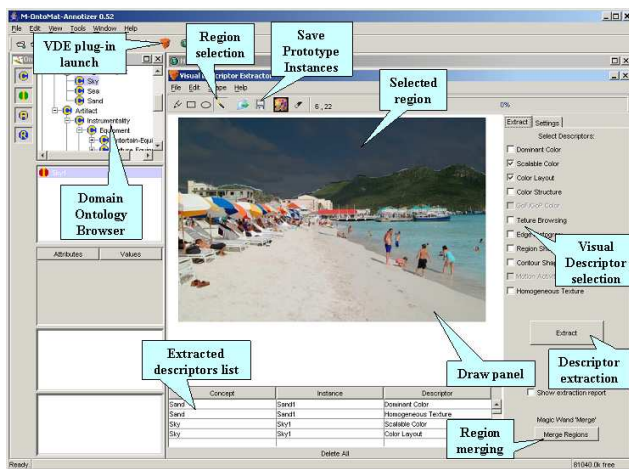 M-OntoMat-Annotizer 0.52
File Edit View Tools Window Help
VDE plug-in launch
Region selection
Save Prototype Instances
Selected region
Visual Descriptor Extractor
File Edit Shape Help
6 , 22
0%
Sky
Sea
Sand
Artifact
Instrumentality
Equipment
Sky1
Domain Ontology Browser
Attributes Values
Extract Settings
Select Descriptors:
Dominant Color
Scalable Color
Color Layout
Color Structure
GoF/GoP Color
Teture Browsing
Homogeneous Texture
Visual Descriptor selection
Extract
Descriptor extraction
Draw panel
Extracted descriptors list
Concept Instance Descriptor
Sand Sand1 Dominant Color
Sand Sand1 Homogeneous Texture
Sky Sky1 Scalable Color
Sky Sky1 Color Layout
Delete All
Show extraction report
Magic Wand 'Merge'
Merge Regions
Region merging
Ready
81040.0k free